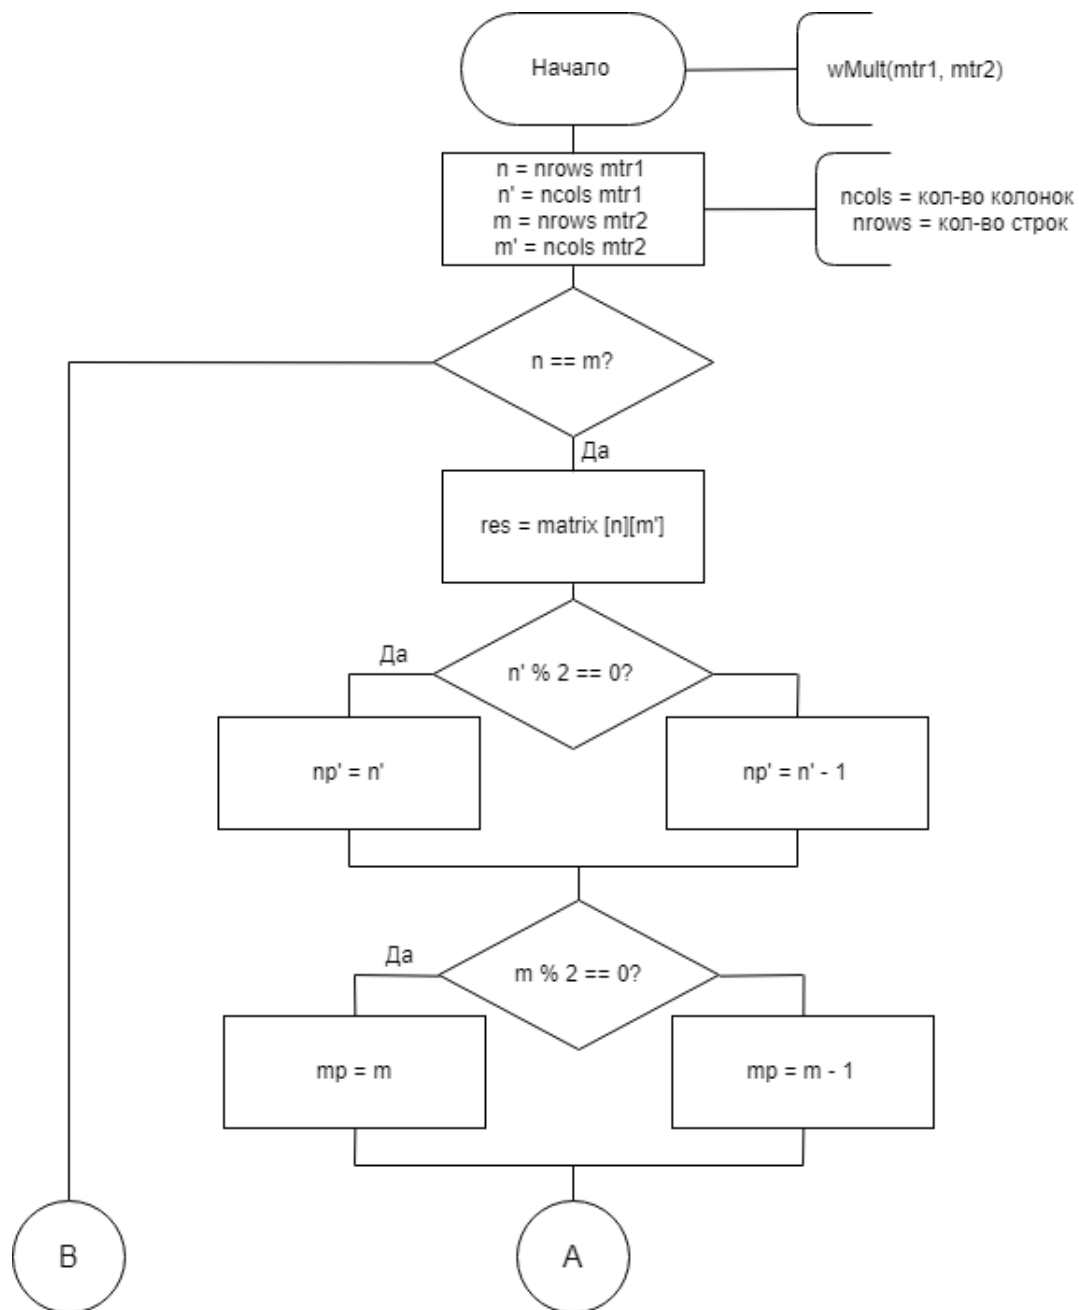 Начало
wMult(mtr1, mtr2)
n = nrows mtr1
n' = ncols mtr1
m = nrows mtr2
m' = ncols mtr2
ncols = кол-во колонок
nrows = кол-во строк
n == m?
Да
res = matrix [n][m']
Да
n' % 2 == 0?
np' = n'
np' = n' - 1
Да
m % 2 == 0?
mp = m
mp = m - 1
B
A